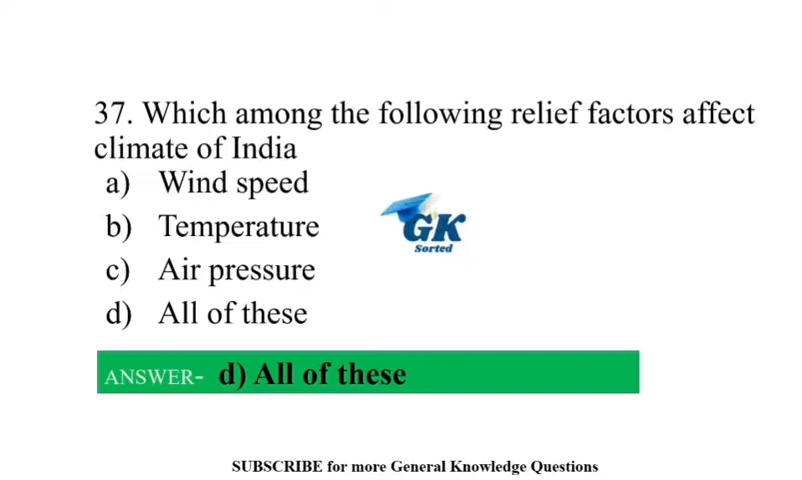 37. Which among the following relief factors affect
climate of India
a) Wind speed
b) Temperature
c) Air pressure
d) All of these
GK
Sorted
ANSWER- d) All of these
SUBSCRIBE for more General Knowledge Questions